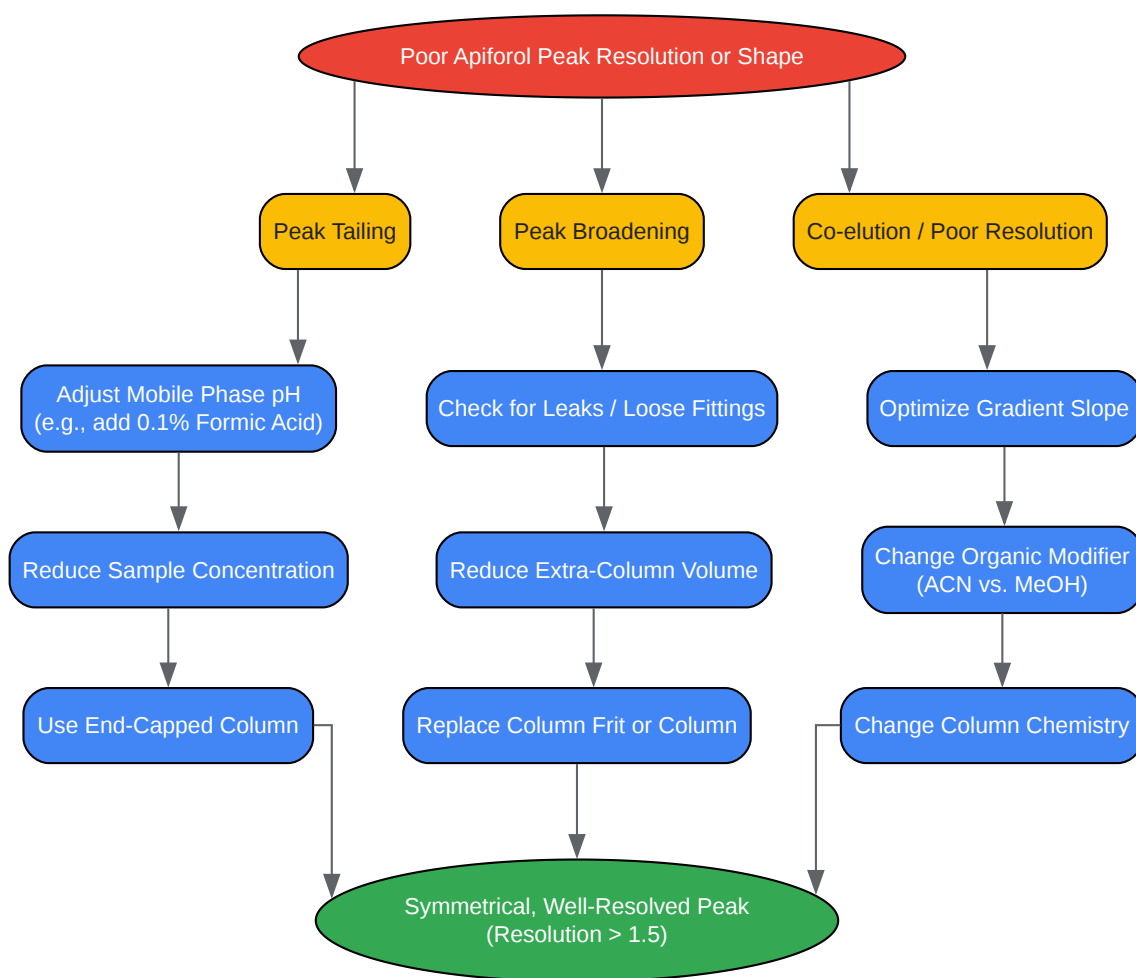 Poor Apiforol Peak Resolution or Shape
Peak Tailing
Peak Broadening
Co-elution / Poor Resolution
Adjust Mobile Phase pH
(e.g., add 0.1% Formic Acid)
Check for Leaks / Loose Fittings
Optimize Gradient Slope
Reduce Sample Concentration
Reduce Extra-Column Volume
Change Organic Modifier
(ACN vs. MeOH)
Use End-Capped Column
Replace Column Frit or Column
Change Column Chemistry
Symmetrical, Well-Resolved Peak
(Resolution > 1.5)